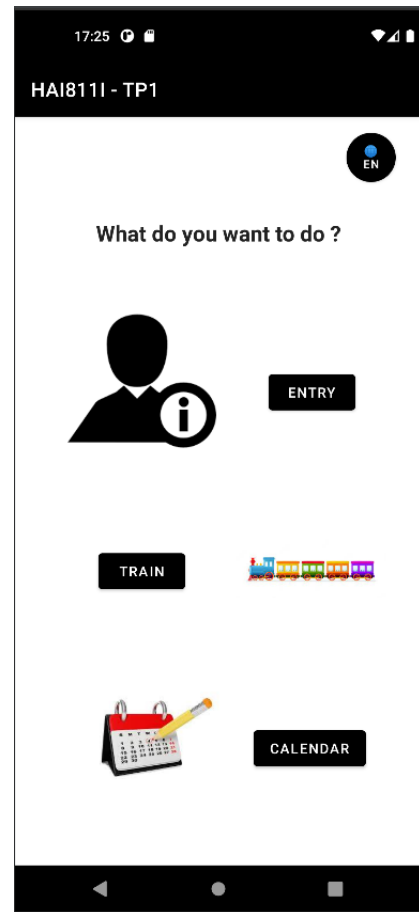 17:25
HAI811I - TP1
EN
What do you want to do ?
ENTRY
TRAIN
CALENDAR